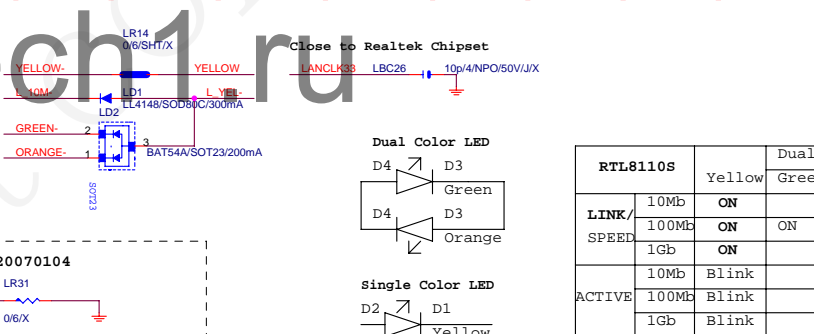 ch1.ru
LR14
0/6/SHT/X
YELLOW-
YELLOW
L_10M-
LD1
L_YEL-
LL4148/SOD80C/300mA
LD2
GREEN-
2
3
ORANGE-
1
BAT54A/SOT23/200mA
SOT23
Close to Realtek Chipset
LANCLK33
LBC26
10p/4/NPO/50V/J/X
Dual Color LED
D4
D3
Green
D4
D3
Orange
Single Color LED
D2
D1
Yellow
RTL8110S
Yellow
Dual
Gree
LINK/
SPEED
10Mb
ON
100Mb
ON
ON
1Gb
ON
ACTIVE
10Mb
Blink
100Mb
Blink
1Gb
Blink
20070104
LR31
0/6/X